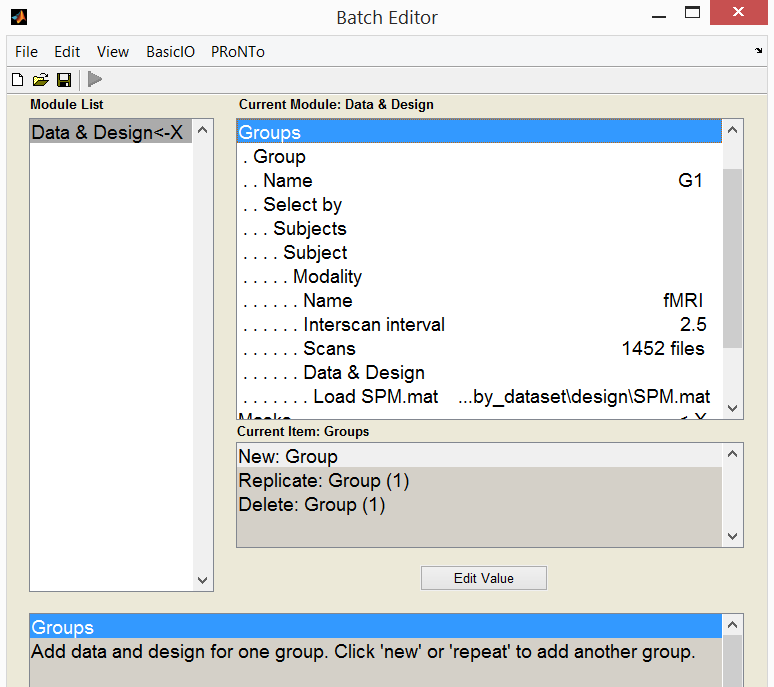 Batch Editor
File Edit View BasicIO PRoNTo
Module List
Data & Design<-X
Current Module: Data & Design
Groups
. Group
. . Name G1
. . Select by
. . . Subjects
. . . . Subject
. . . . . Modality
. . . . . . Name fMRI
. . . . . . Interscan interval 2.5
. . . . . . Scans 1452 files
. . . . . . Data & Design
. . . . . . . Load SPM.mat ...by_dataset\design\SPM.mat
Masks <-X
Current Item: Groups
New: Group
Replicate: Group (1)
Delete: Group (1)
Edit Value
Groups
Add data and design for one group. Click 'new' or 'repeat' to add another group.